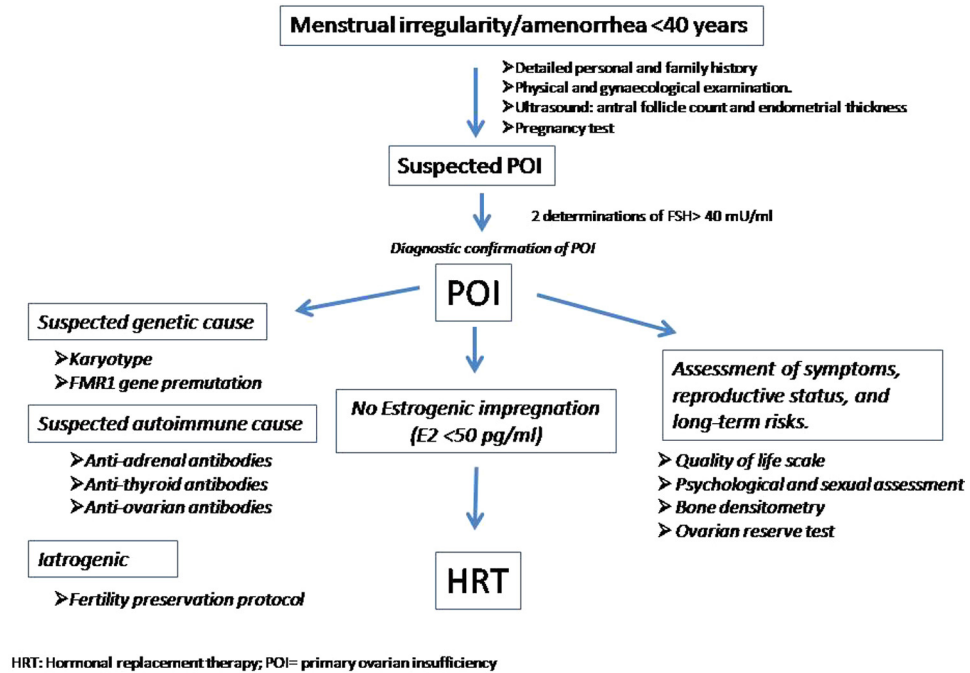 Menstrual irregularity/amenorrhea <40 years
➤Detailed personal and family history
➤Physical and gynaecological examination.
➤Ultrasound: antral follicle count and endometrial thickness
➤Pregnancy test
Suspected POI
2 determinations of FSH> 40 mU/ml
Diagnostic confirmation of POI
POI
Suspected genetic cause
➤Karyotype
➤FMR1 gene premutation
Suspected autoimmune cause
➤Anti-adrenal antibodies
➤Anti-thyroid antibodies
➤Anti-ovarian antibodies
Iatrogenic
➤Fertility preservation protocol
No Estrogenic impregnation
(E2 <50 pg/ml)
HRT
Assessment of symptoms,
reproductive status, and
long-term risks.
➤ Quality of life scale
➤ Psychological and sexual assessment
➤ Bone densitometry
➤ Ovarian reserve test
HRT: Hormonal replacement therapy; POI= primary ovarian insufficiency